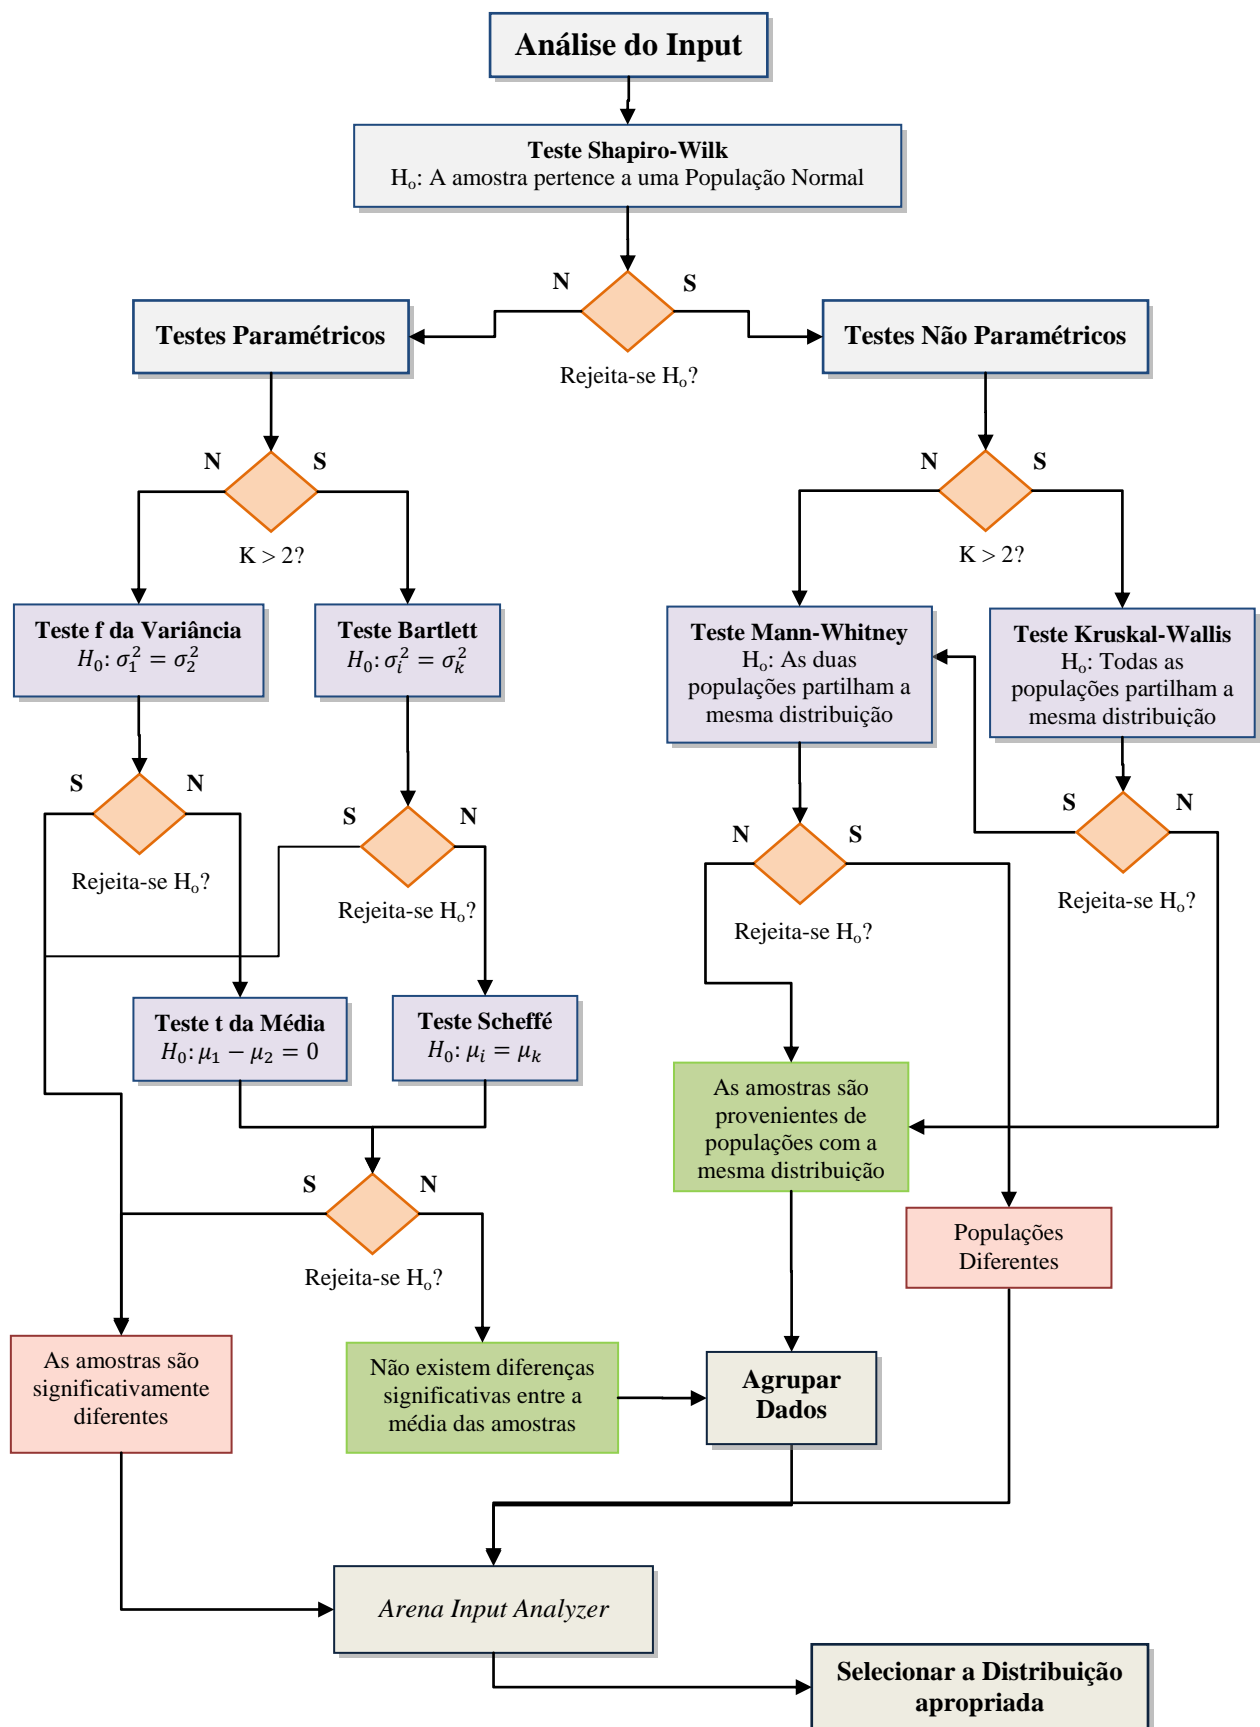 Análise do Input
Teste Shapiro-Wilk
Hₒ: A amostra pertence a uma População Normal
N
S
Rejeita-se Hₒ?
Testes Paramétricos
Testes Não Paramétricos
N
S
K > 2?
N
S
K > 2?
Teste f da Variância
H₀: σ₁² = σ₂²
Teste Bartlett
H₀: σᵢ² = σₖ²
Teste Mann-Whitney
Hₒ: As duas
populações partilham a
mesma distribuição
Teste Kruskal-Wallis
Hₒ: Todas as
populações partilham a
mesma distribuição
S
N
Rejeita-se Hₒ?
S
N
Rejeita-se Hₒ?
N
S
Rejeita-se Hₒ?
S
N
Rejeita-se Hₒ?
Teste t da Média
H₀: μ₁ − μ₂ = 0
Teste Scheffé
H₀: μᵢ = μₖ
As amostras são
provenientes de
populações com a
mesma distribuição
S
N
Rejeita-se Hₒ?
Populações
Diferentes
As amostras são
significativamente
diferentes
Não existem diferenças
significativas entre a
média das amostras
Agrupar
Dados
Arena Input Analyzer
Selecionar a Distribuição
apropriada